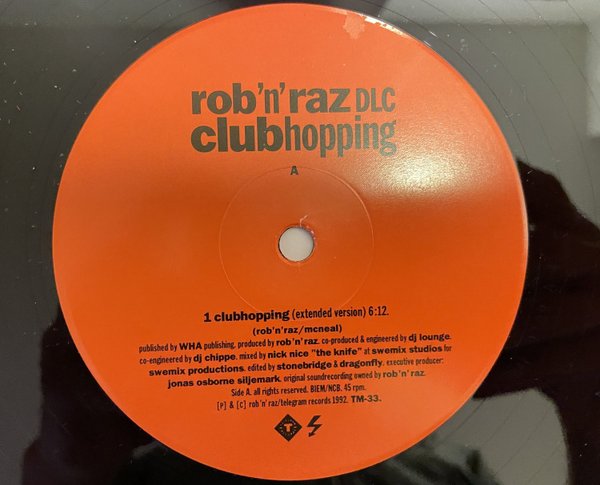 rob'n'raz DLC
clubhopping
A
1 clubhopping (extended version) 6:12.
(rob'n'raz/mcneal)
published by WHA publishing. produced by rob'n'raz. co-produced & engineered by dj lounge.
co-engineered by dj chippe. mixed by nick nice "the knife" at swemix studios for
swemix productions. edited by stonebridge & dragonfly. executive producer:
jonas osborne siljemark. original soundrecording owned by rob'n'raz.
Side A. all rights reserved. BIEM/NCB. 45 rpm.
[P] & [C] rob'n'raz/telegram records 1992. TM-33.
T